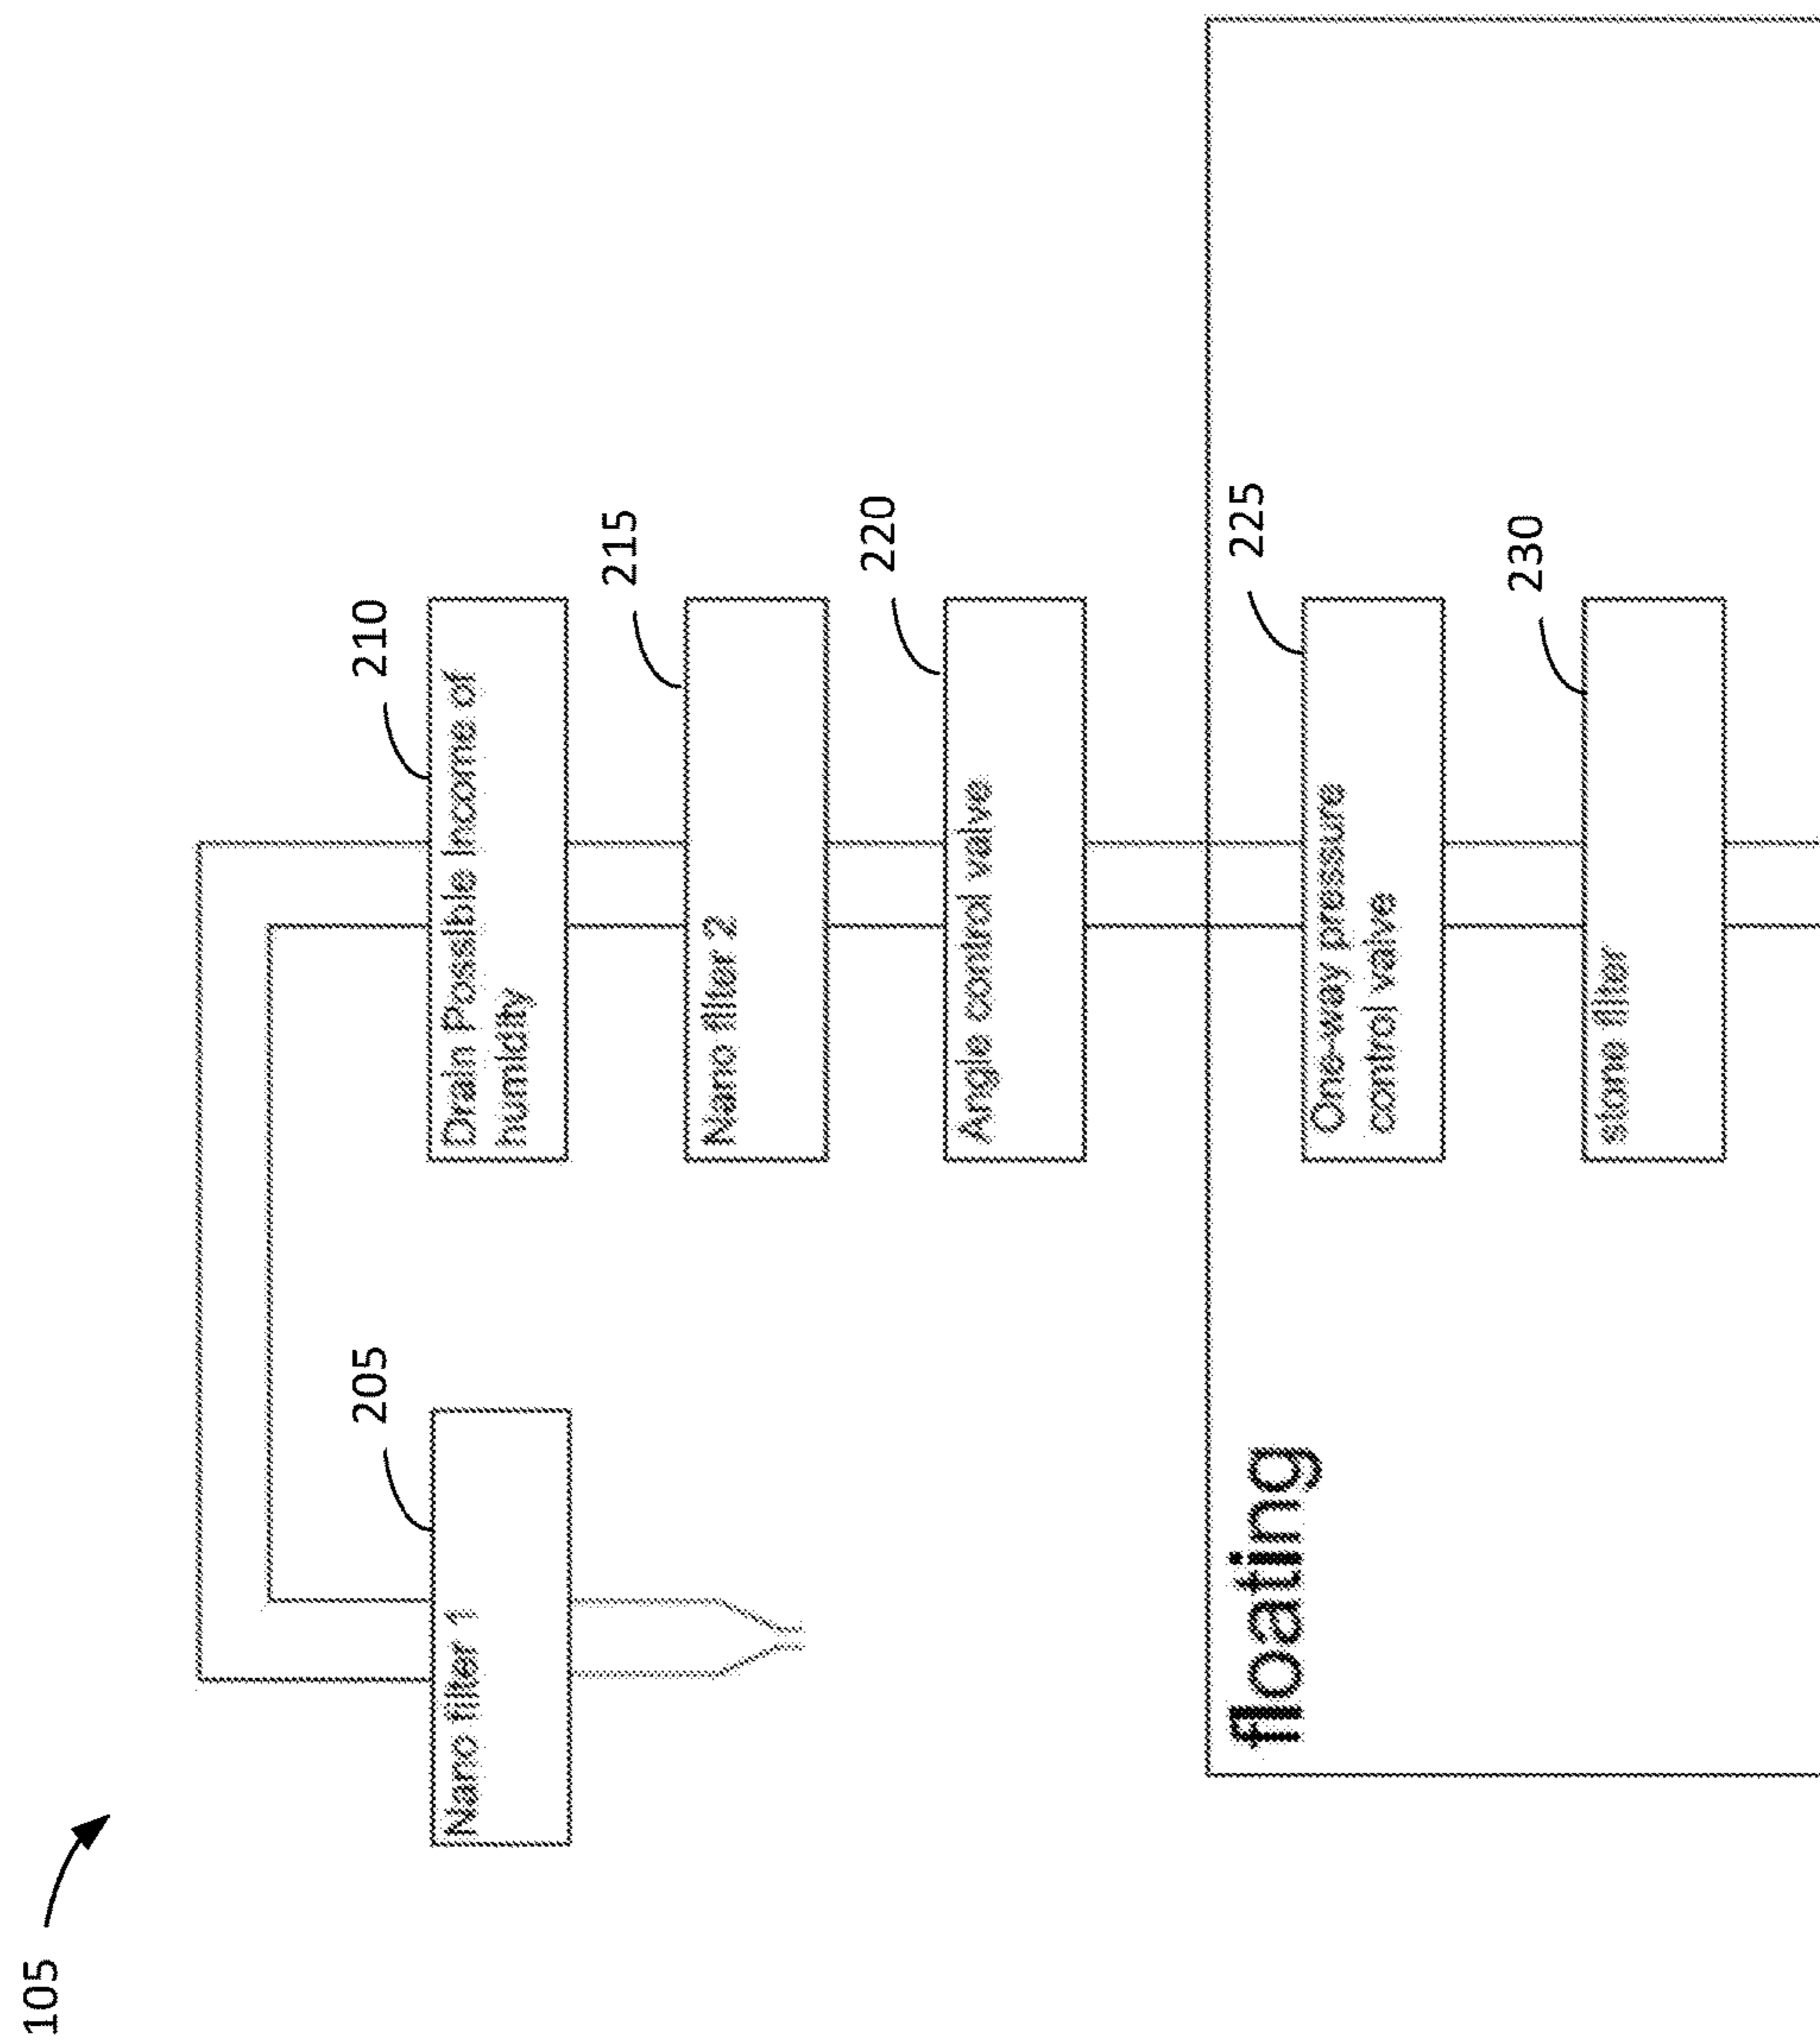 105
205
210
Nano filter 1
Drain Possible Income of
humidity
215
Nano filter 2
220
Angle control valve
225
floating
One-way pressure
control valve
230
stone filter